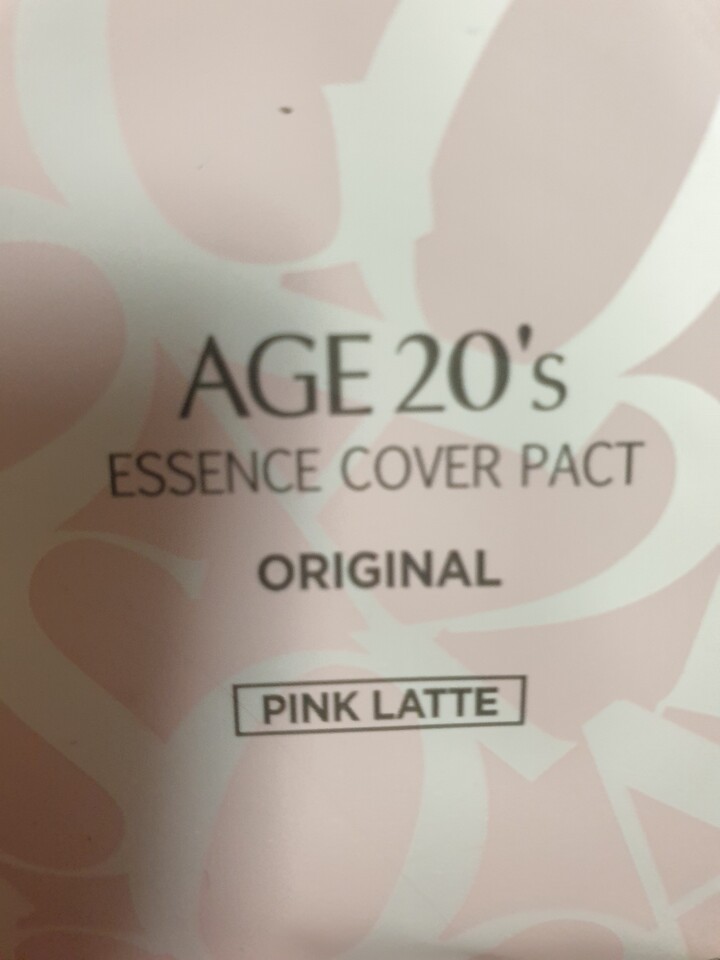 AGE 20's
ESSENCE COVER PACT
ORIGINAL
PINK LATTE